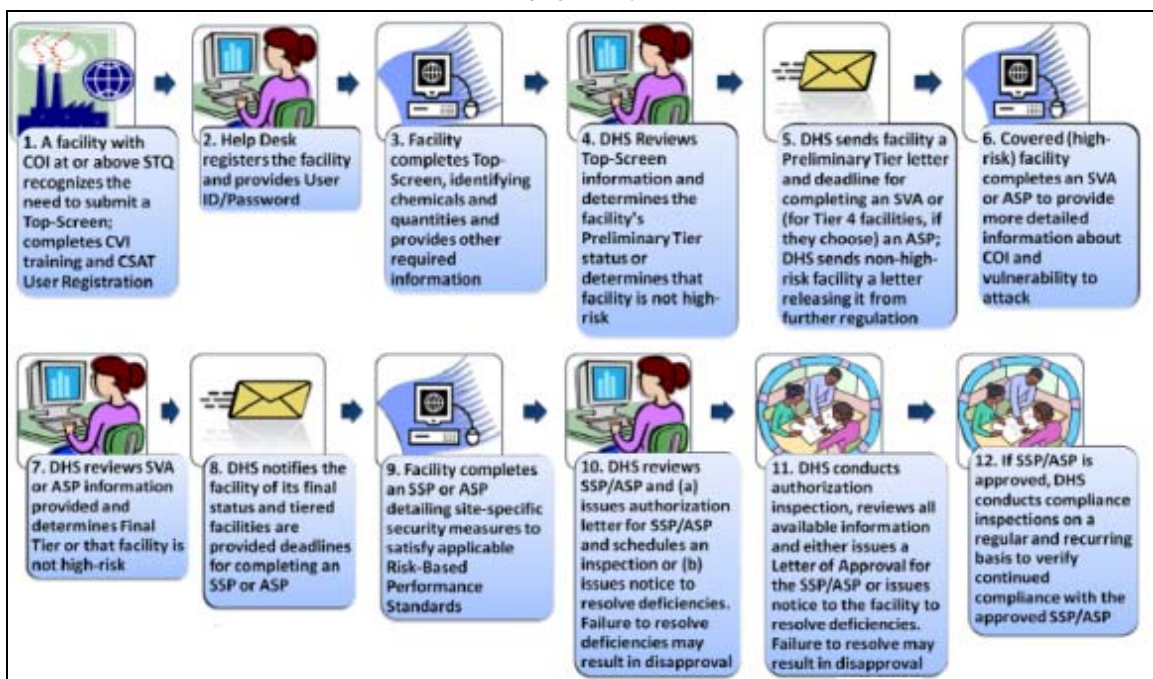 1. A facility with
COI at or above STQ
recognizes the
need to submit a
Top-Screen;
completes CVI
training and CSAT
User Registration
2. Help Desk
registers the facility
and provides User
ID/Password
3. Facility
completes Top-
Screen, identifying
chemicals and
quantities and
provides other
required
information
4. DHS Reviews
Top-Screen
information and
determines the
facility's
Preliminary Tier
status or
determines that
facility is not high-
risk
5. DHS sends facility a
Preliminary Tier letter
and deadline for
completing an SVA or
(for Tier 4 facilities, if
they choose) an ASP;
DHS sends non-high-
risk facility a letter
releasing it from
further regulation
6. Covered (high-
risk) facility
completes an SVA
or ASP to provide
more detailed
information about
COI and
vulnerability to
attack
7. DHS reviews SVA
or ASP information
provided and
determines Final
Tier or that facility is
not high-risk
8. DHS notifies the
facility of its final
status and tiered
facilities are
provided deadlines
for completing an
SSP or ASP
9. Facility completes
an SSP or ASP
detailing site-specific
security measures to
satisfy applicable
Risk-Based
Performance
Standards
10. DHS reviews
SSP/ASP and (a)
issues authorization
letter for SSP/ASP
and schedules an
inspection or (b)
issues notice to
resolve deficiencies.
Failure to resolve
deficiencies may
result in disapproval
11. DHS conducts
authorization
inspection, reviews all
available information
and either issues a
Letter of Approval for
the SSP/ASP or issues
notice to the facility to
resolve deficiencies.
Failure to resolve may
result in disapproval
12. If SSP/ASP is
approved, DHS
conducts compliance
inspections on a
regular and recurring
basis to verify
continued
compliance with the
approved SSP/ASP